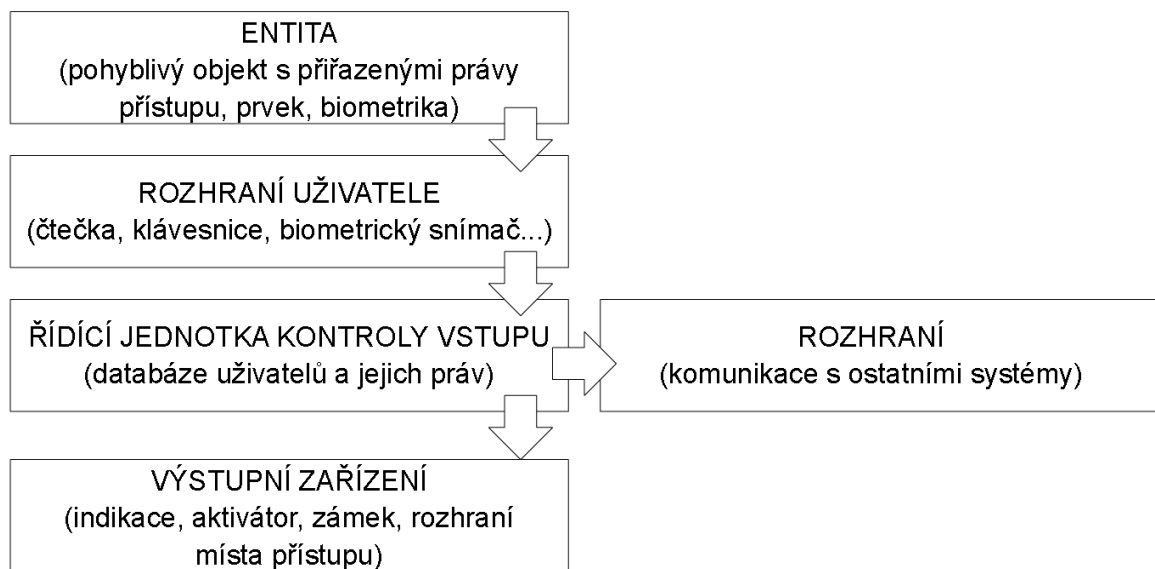 ENTITA
(pohyblivý objekt s přiřazenými právy
přístupu, prvek, biometrika)
ROZHRANÍ UŽIVATELE
(čtečka, klávesnice, biometrický snímač...)
ŘÍDÍCÍ JEDNOTKA KONTROLY VSTUPU
(databáze uživatelů a jejich práv)
ROZHRANÍ
(komunikace s ostatními systémy)
VÝSTUPNÍ ZAŘÍZENÍ
(indikace, aktivátor, zámek, rozhraní
místa přístupu)